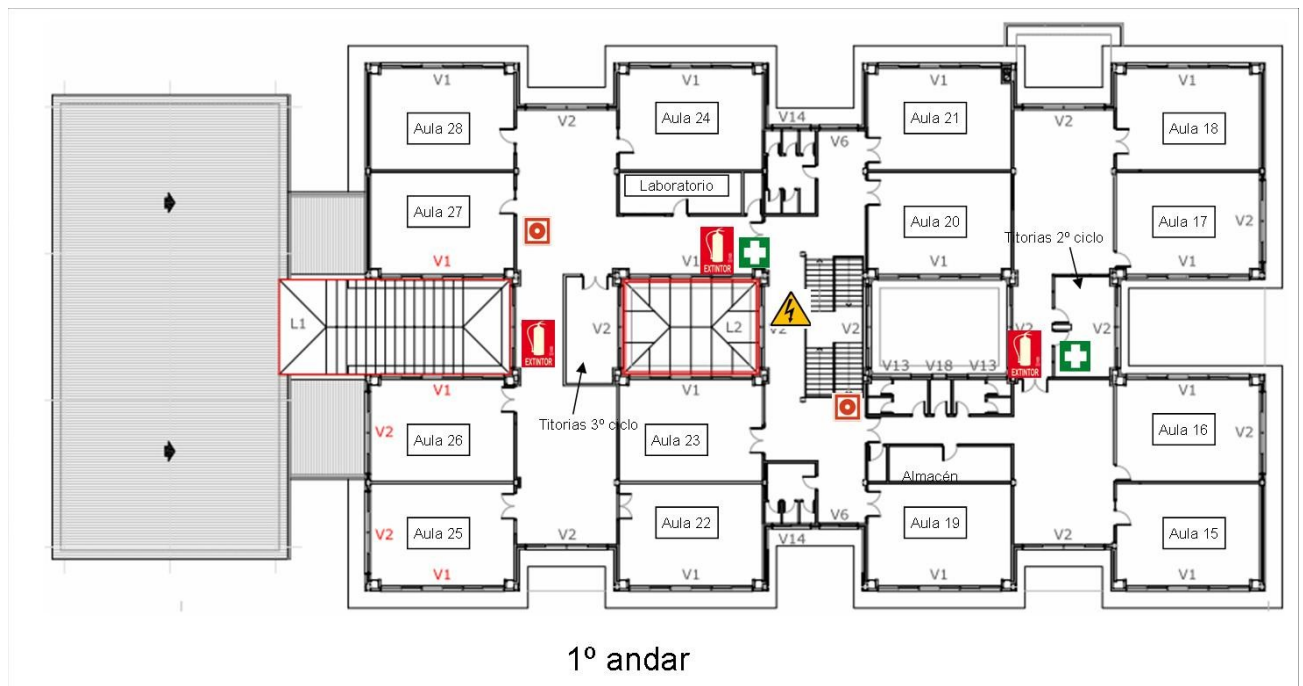 V1
V1
V1
V1
Aula 28
Aula 24
Aula 21
Aula 18
V2
V14
V6
V2
Laboratorio
Aula 27
Aula 20
Aula 17
V2
Titorias 2º ciclo
V1
V1
V1
EXTINTOR
L1
V2
L2
V2
V2
V2
V2
EXTINTOR
EXTINTOR
V13
V18
V13
V1
V1
Titorias 3º ciclo
V2
Aula 26
Aula 23
Aula 16
V2
Almacén
V2
Aula 25
Aula 22
Aula 19
Aula 15
V6
V2
V14
V2
V1
V1
V1
V1
1º andar